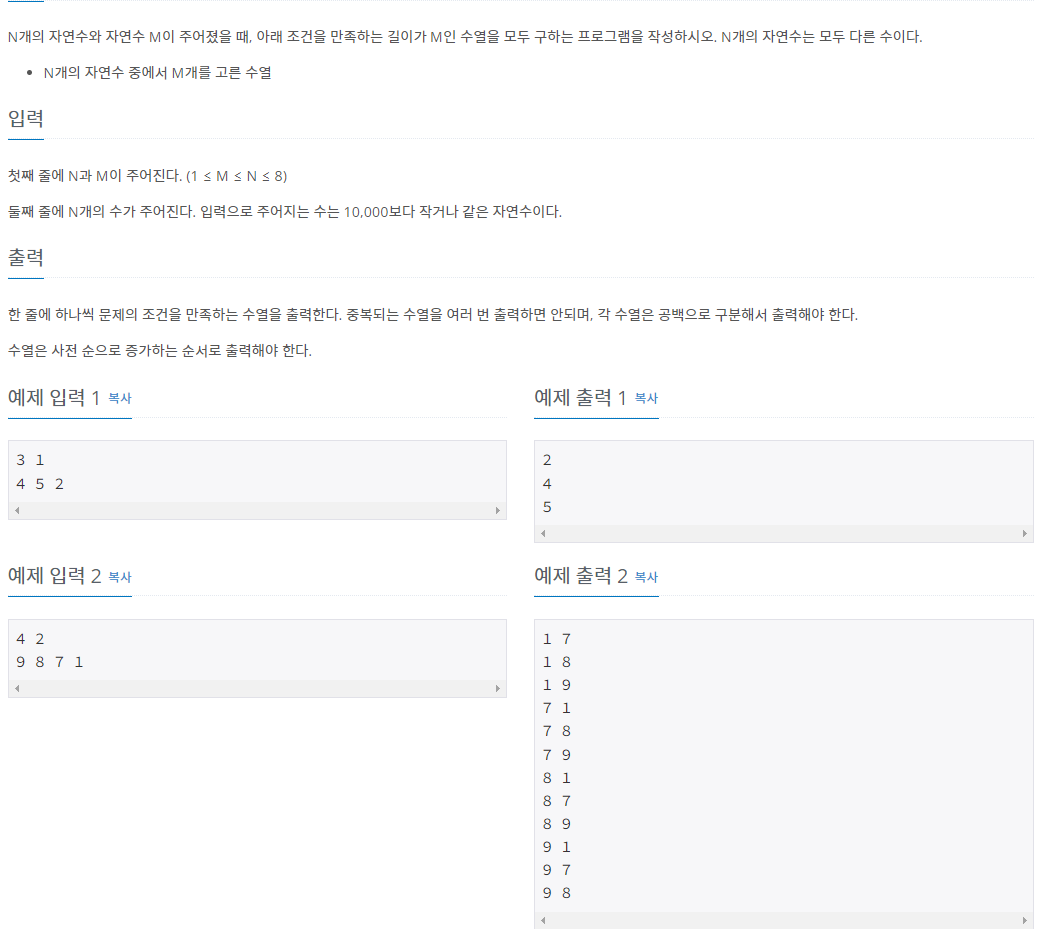 N개의 자연수와 자연수 M이 주어졌을 때, 아래 조건을 만족하는 길이가 M인 수열을 모두 구하는 프로그램을 작성하시오. N개의 자연수는 모두 다른 수이다.
• N개의 자연수 중에서 M개를 고른 수열
입력
첫째 줄에 N과 M이 주어진다. (1 ≤ M ≤ N ≤ 8)
둘째 줄에 N개의 수가 주어진다. 입력으로 주어지는 수는 10,000보다 작거나 같은 자연수이다.
출력
한 줄에 하나씩 문제의 조건을 만족하는 수열을 출력한다. 중복되는 수열을 여러 번 출력하면 안되며, 각 수열은 공백으로 구분해서 출력해야 한다.
수열은 사전 순으로 증가하는 순서로 출력해야 한다.
예제 입력 1 복사
3 1
4 5 2
예제 출력 1 복사
2
4
5
예제 입력 2 복사
4 2
9 8 7 1
예제 출력 2 복사
1 7
1 8
1 9
7 1
7 8
7 9
8 1
8 7
8 9
9 1
9 7
9 8